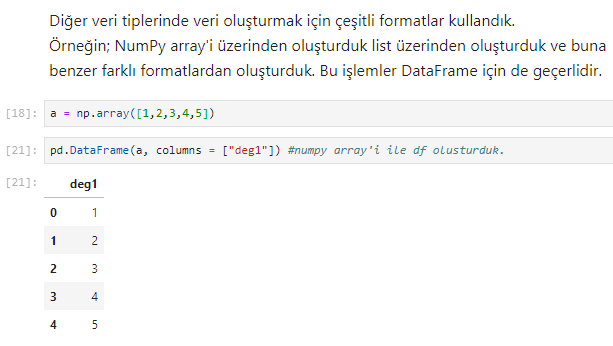 Diğer veri tiplerinde veri oluşturmak için çeşitli formatlar kullandık.
Örneğin; NumPy array'i üzerinden oluşturduk list üzerinden oluşturduk ve buna
benzer farklı formatlardan oluşturduk. Bu işlemler DataFrame için de geçerlidir.
[18]: a = np.array([1,2,3,4,5])
[21]: pd.DataFrame(a, columns = ["deg1"]) #numpy array'i ile df olusturduk.
[21]: deg1
0 1
1 2
2 3
3 4
4 5